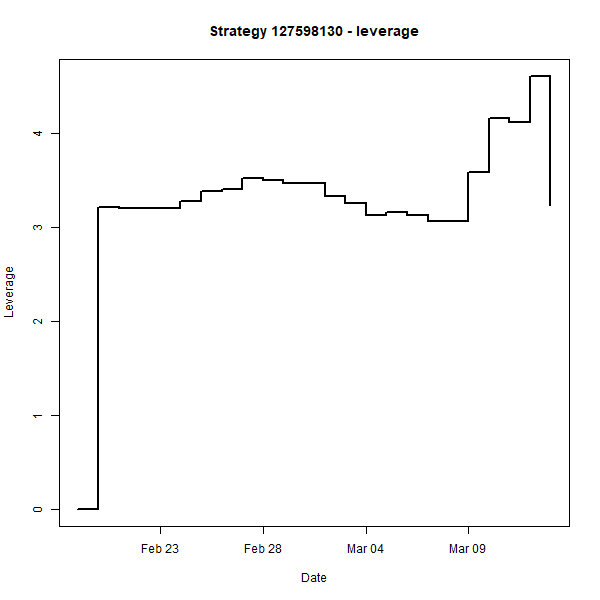 Strategy 127598130 - leverage
Leverage
4
3
2
1
0
Feb 23
Feb 28
Mar 04
Mar 09
Date